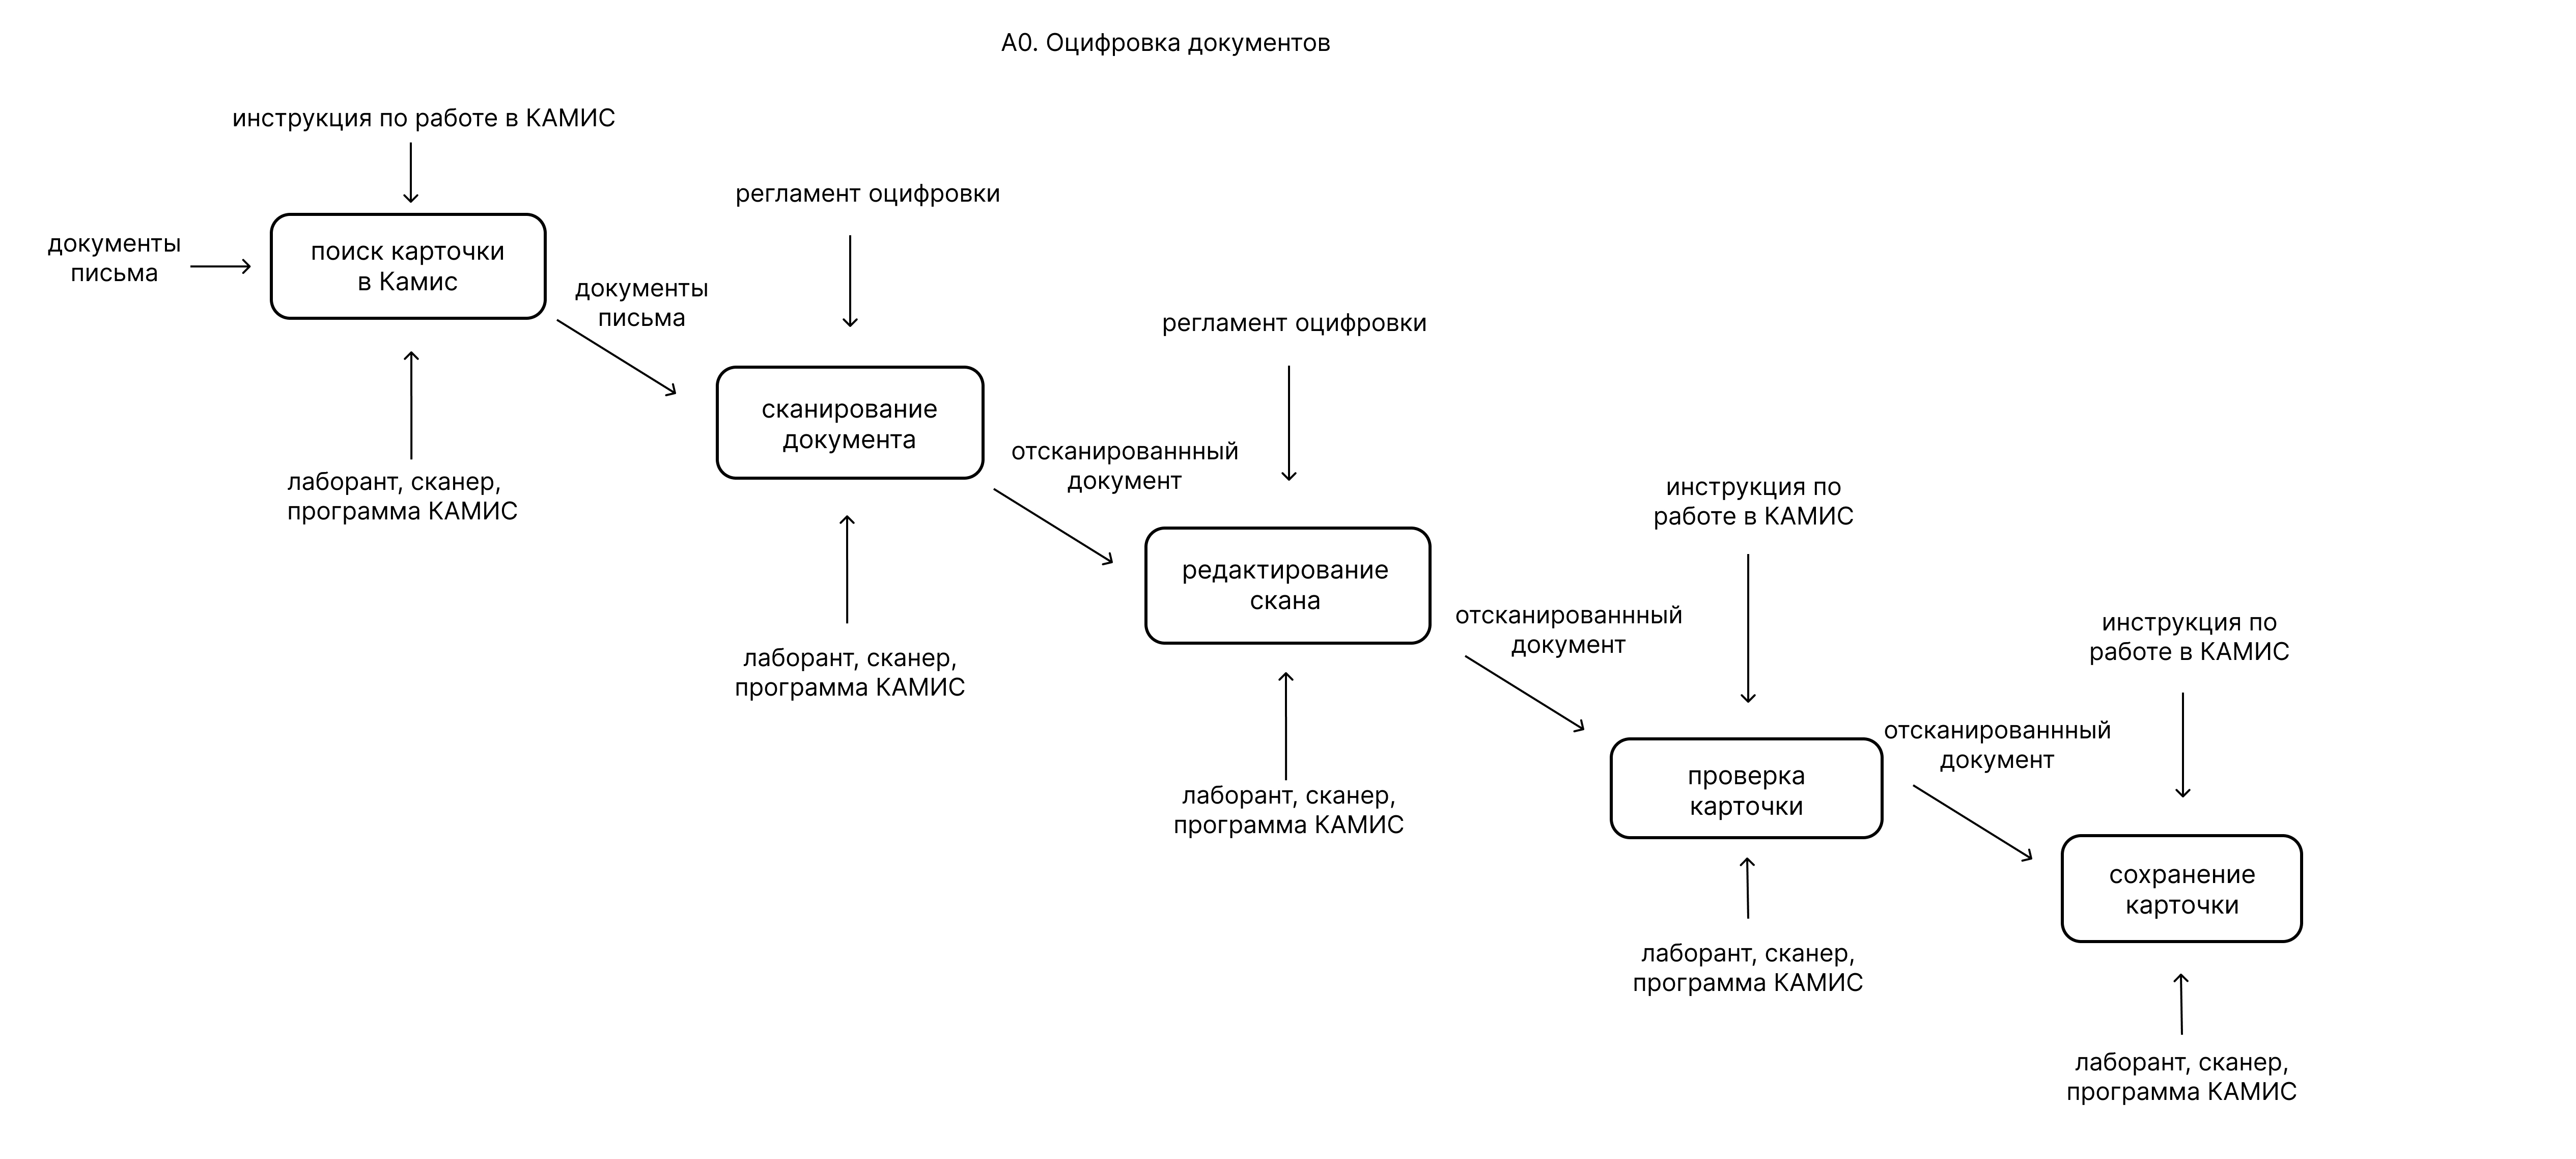 А0. Оцифровка документов
инструкция по работе в КАМИС
документы
письма
поиск карточки
в Камис
лаборант, сканер,
программа КАМИС
документы
письма
регламент оцифровки
сканирование
документа
лаборант, сканер,
программа КАМИС
отсканированнный
документ
регламент оцифровки
редактирование
скана
лаборант, сканер,
программа КАМИС
отсканированнный
документ
инструкция по
работе в КАМИС
проверка
карточки
лаборант, сканер,
программа КАМИС
отсканированнный
документ
инструкция по
работе в КАМИС
сохранение
карточки
лаборант, сканер,
программа КАМИС